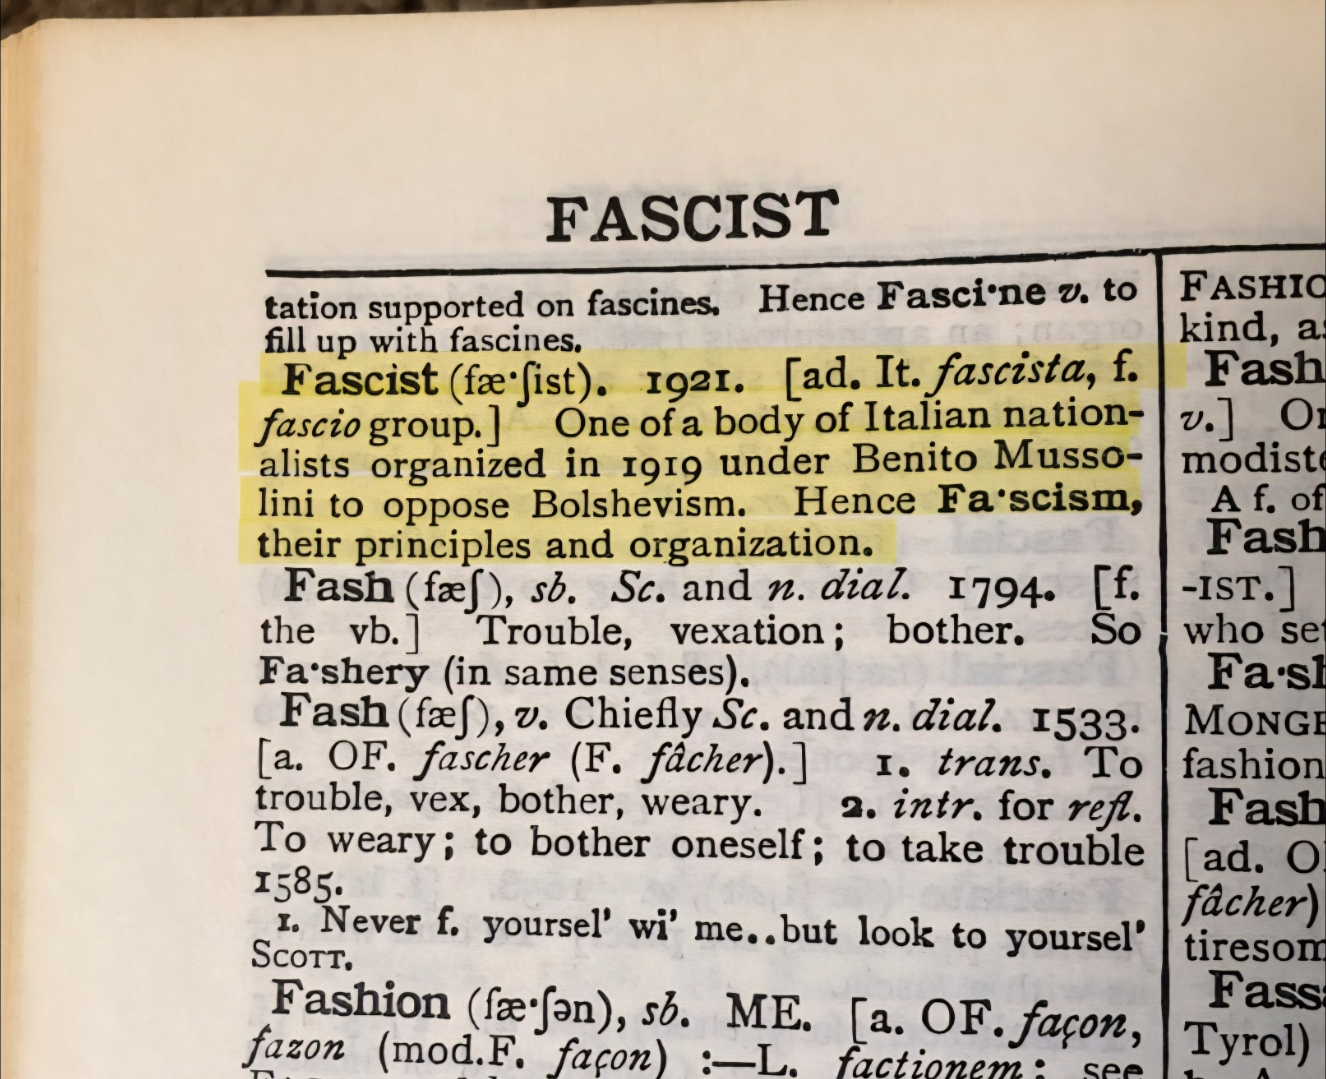 FASCIST
tation supported on fascines. Hence Fasci·ne v. to
fill up with fascines.
Fascist (fæ·ʃist). 1921. [ad. It. fascista, f.
fascio group.] One of a body of Italian nation-
alists organized in 1919 under Benito Musso-
lini to oppose Bolshevism. Hence Fa·scism,
their principles and organization.
Fash (fæʃ), sb. Sc. and n. dial. 1794. [f.
the vb.] Trouble, vexation; bother. So
Fa·shery (in same senses).
Fash (fæʃ), v. Chiefly Sc. and n. dial. 1533.
[a. OF. fascher (F. fâcher).] 1. trans. To
trouble, vex, bother, weary. 2. intr. for refl.
To weary; to bother oneself; to take trouble
1585.
1. Never f. yoursel' wi' me..but look to yoursel'
SCOTT.
Fashion (fæ·ʃən), sb. ME. [a. OF. façon,
fazon (mod.F. façon) :—L. factionem; see
FASHIO
kind, as
Fash
v.] Or
modiste
A f. of
Fash
-IST.]
who set
Fa·sh
MONGE
fashion
Fash
[ad. O
fâcher)
tiresom
Fass
Tyrol)